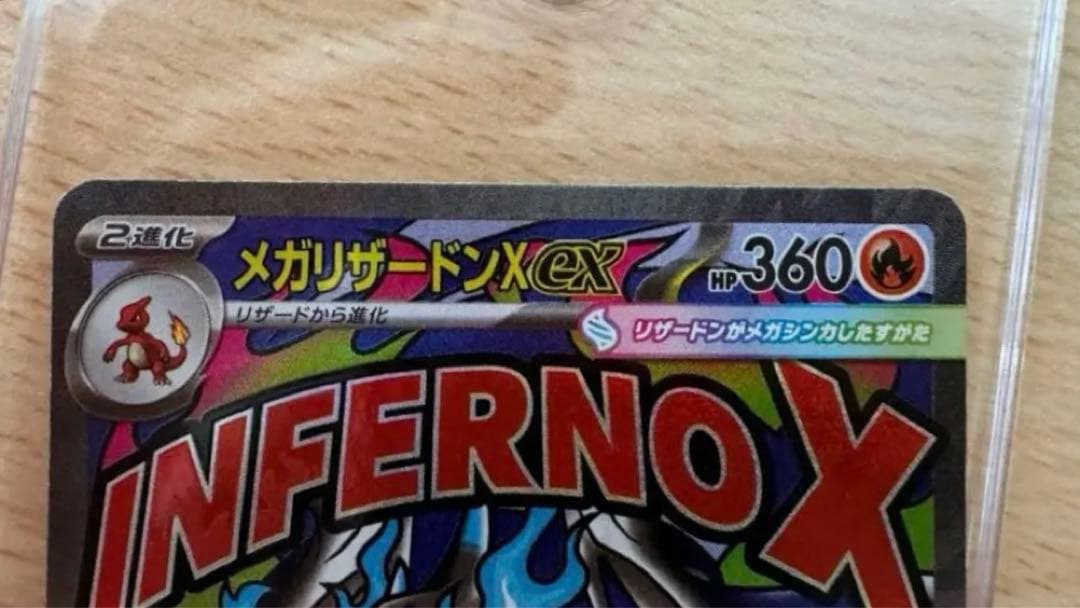 2進化
メガリザードンXex
HP360
リザードから進化
リザードンがメガシンカしたすがた
INFERNO X